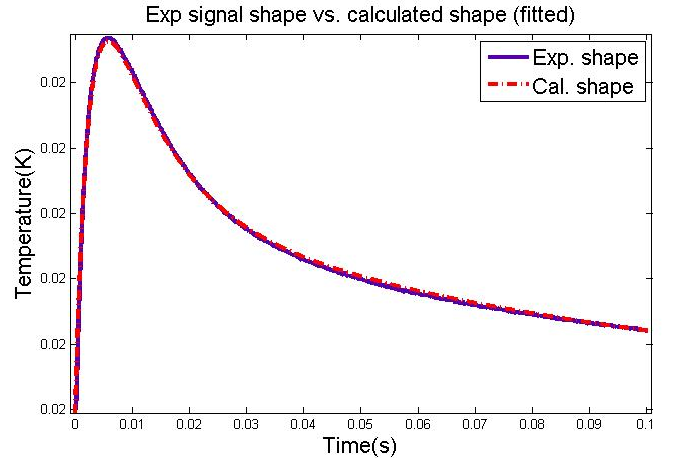 Exp signal shape vs. calculated shape (fitted)
Exp. shape
Cal. shape
Temperature(K)
0.02
0.02
0.02
0.02
0.02
0.02
0 0.01 0.02 0.03 0.04 0.05 0.06 0.07 0.08 0.09 0.1
Time(s)